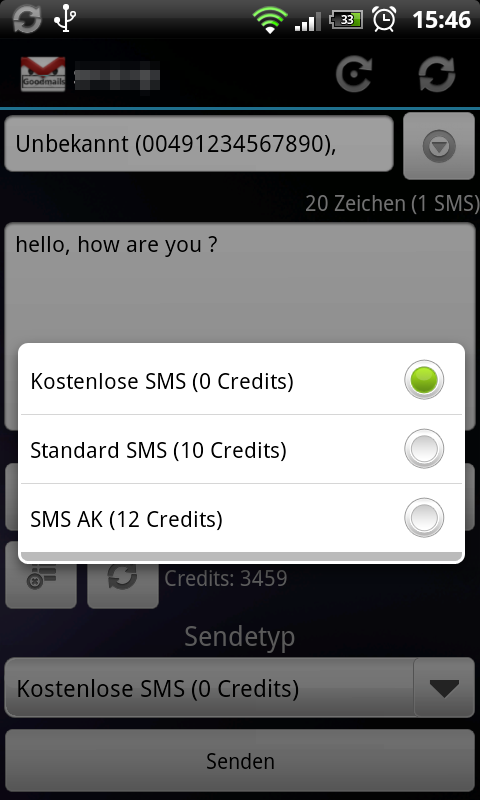 33 15:46
Goodmails
Unbekannt (00491234567890),
20 Zeichen (1 SMS)
hello, how are you ?
Kostenlose SMS (0 Credits)
Standard SMS (10 Credits)
SMS AK (12 Credits)
Credits: 3459
Sendetyp
Kostenlose SMS (0 Credits)
Senden